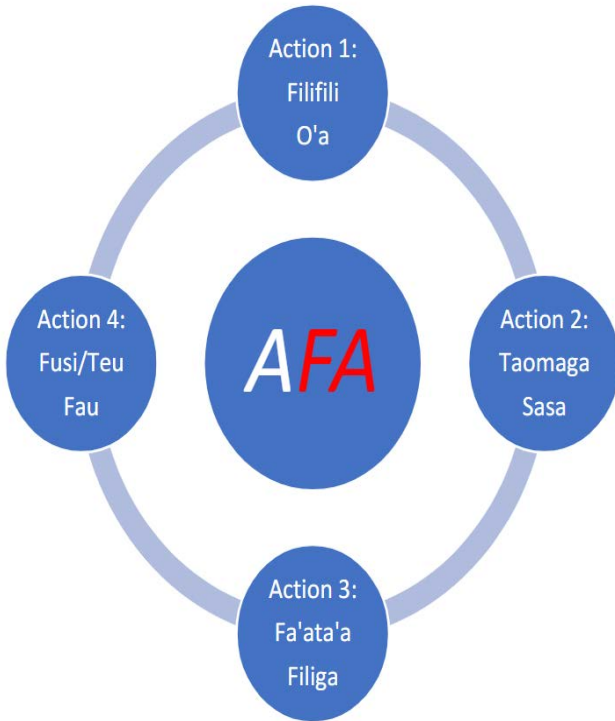 Action 1:
Filifili
O'a
Action 2:
Taomaga
Sasa
Action 3:
Fa'ata'a
Filiga
Action 4:
Fusi/Teu
Fau
AFA